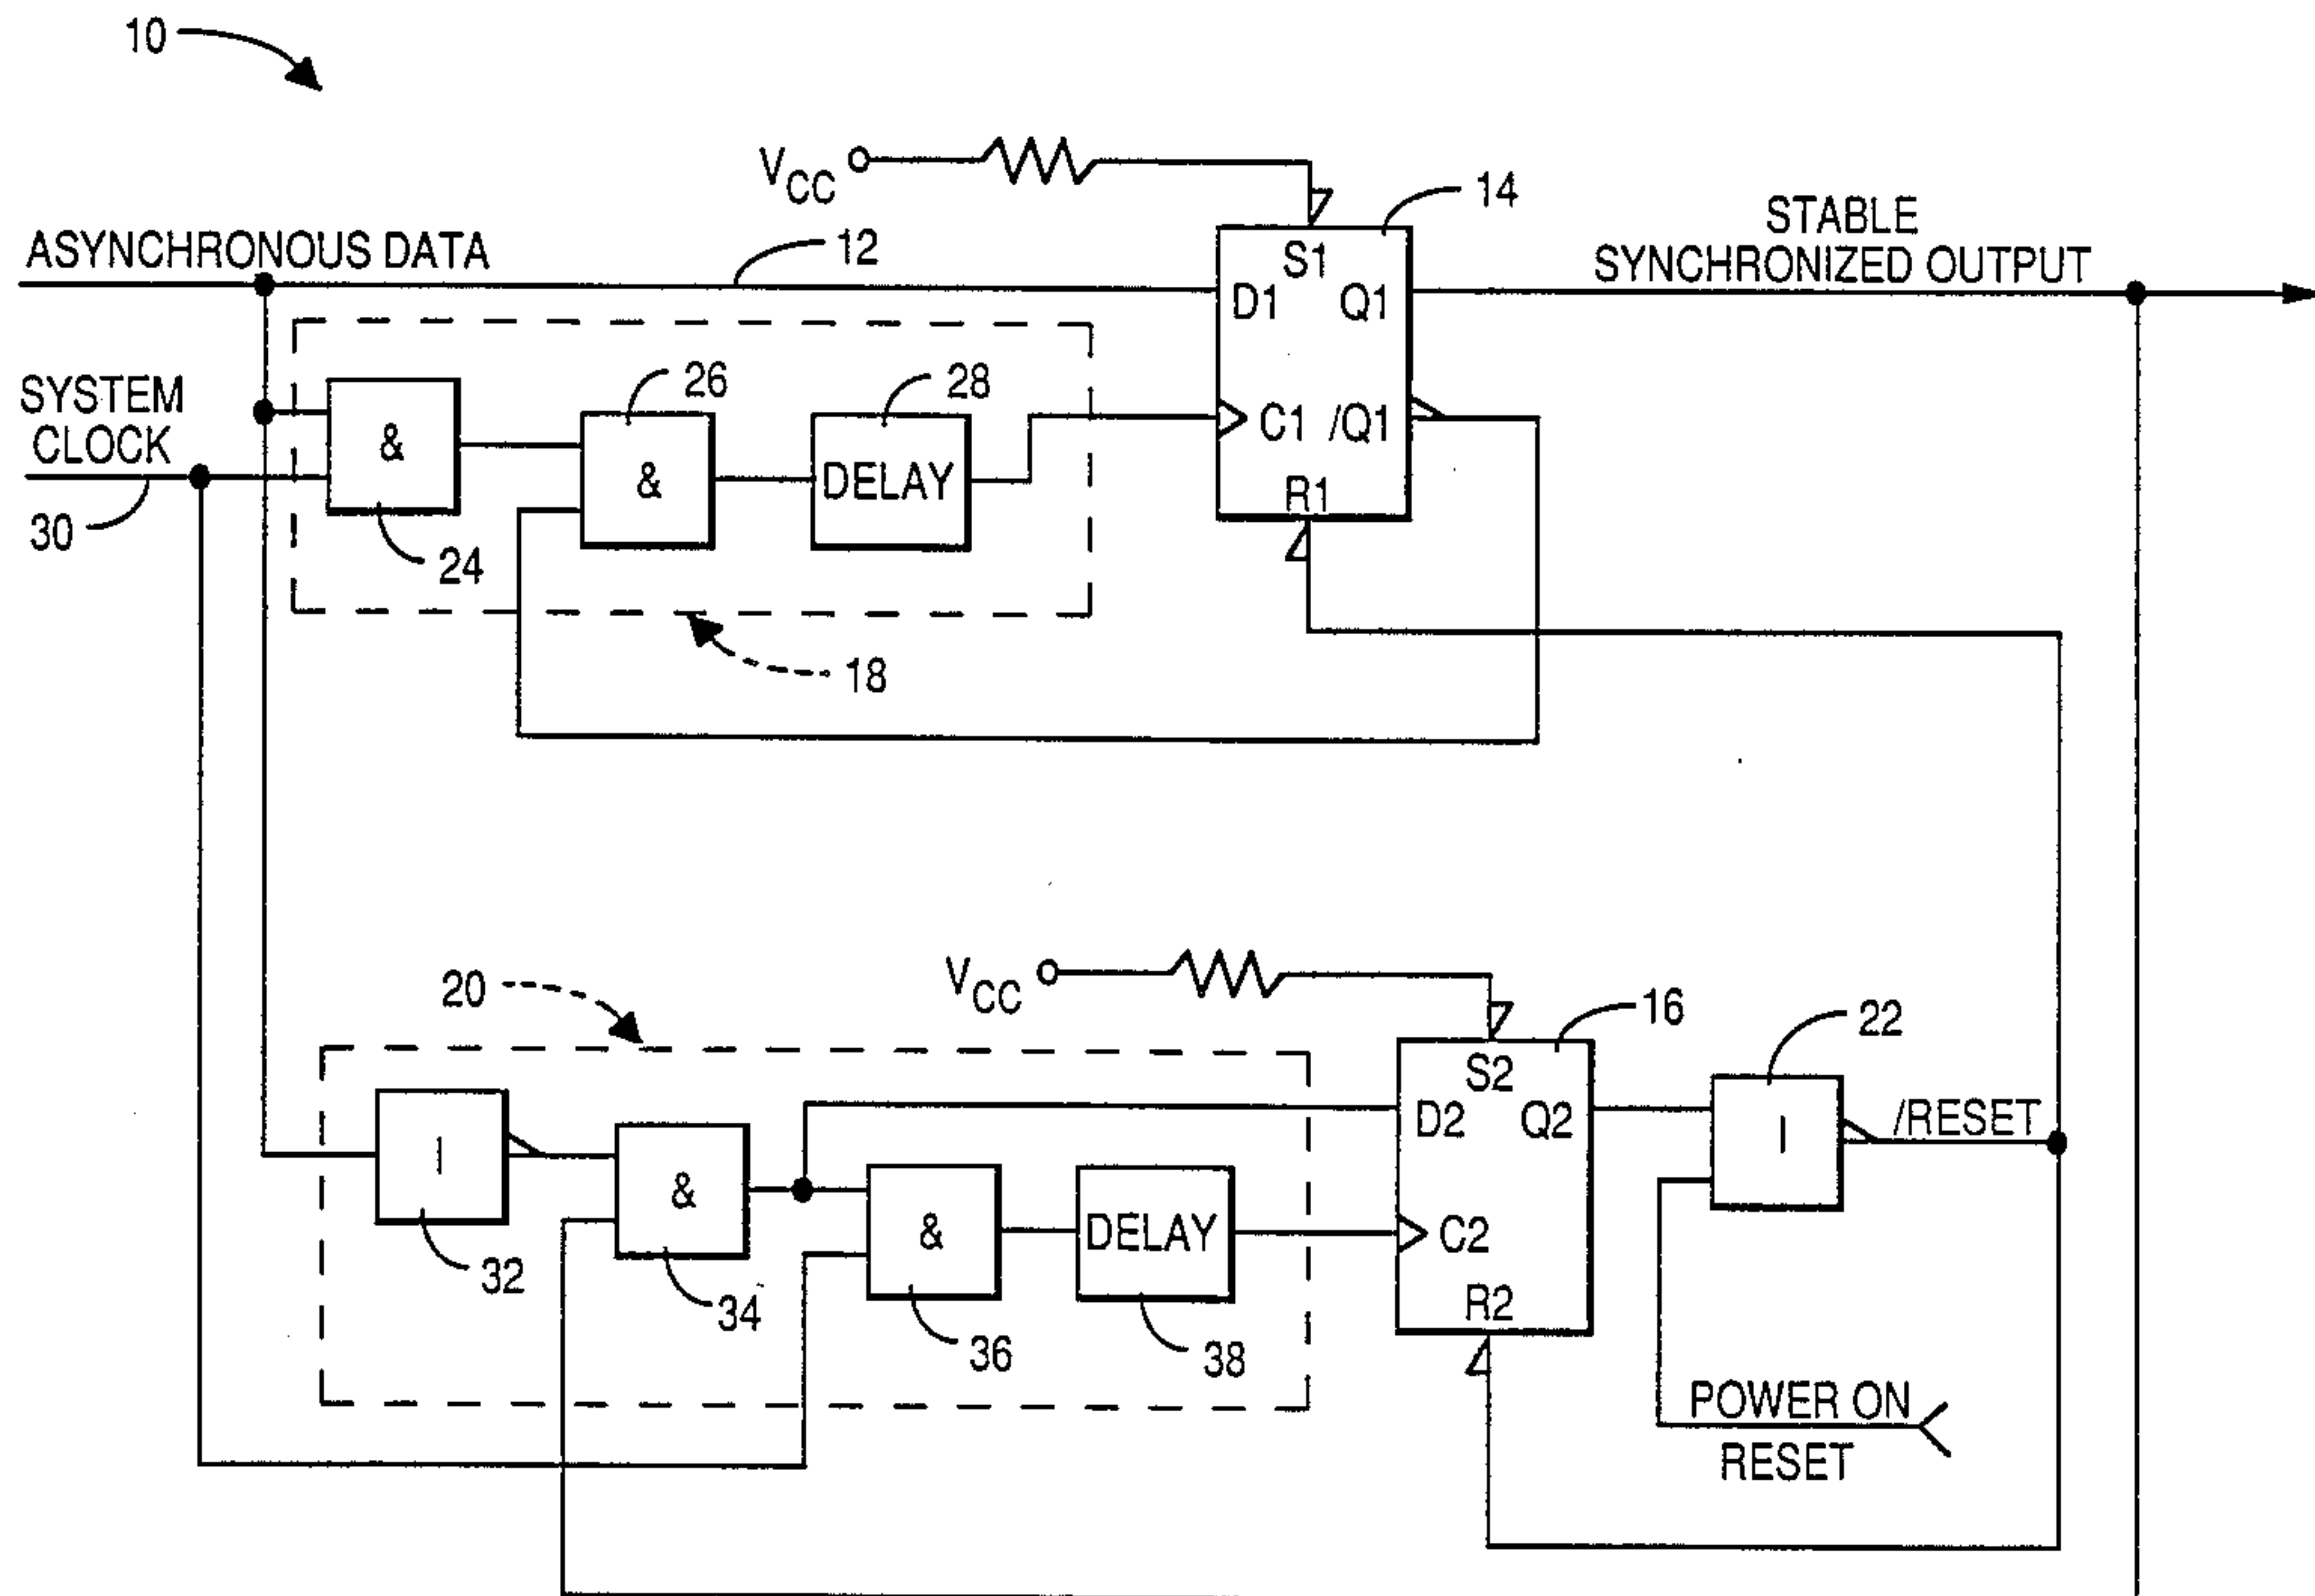 10
V_CC
14
STABLE
SYNCHRONIZED OUTPUT
ASYNCHRONOUS DATA
12
S1
D1 Q1
SYSTEM
CLOCK
26
28
&
&
DELAY
C1 /Q1
R1
30
24
18
V_CC
20
16
22
S2
D2 Q2
/RESET
I
&
&
DELAY
C2
I
R2
32
34
36
38
POWER ON
RESET